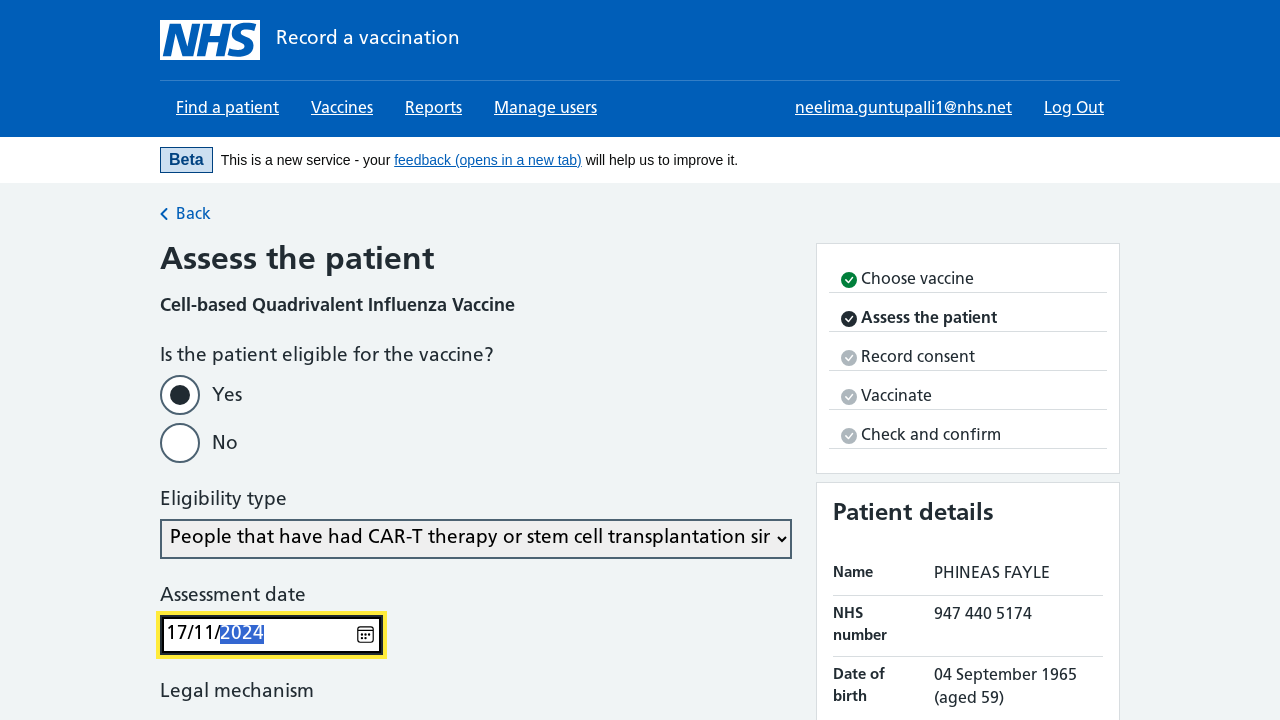 NHS Record a vaccination
Find a patient Vaccines Reports Manage users neelima.guntupalli1@nhs.net Log Out
Beta This is a new service - your feedback (opens in a new tab) will help us to improve it.
Back
Assess the patient
Cell-based Quadrivalent Influenza Vaccine
Is the patient eligible for the vaccine?
Yes
No
Eligibility type
People that have had CAR-T therapy or stem cell transplantation sin
Assessment date
17/11/2024
Legal mechanism
Choose vaccine
Assess the patient
Record consent
Vaccinate
Check and confirm
Patient details
Name PHINEAS FAYLE
NHS number 947 440 5174
Date of birth 04 September 1965
(aged 59)